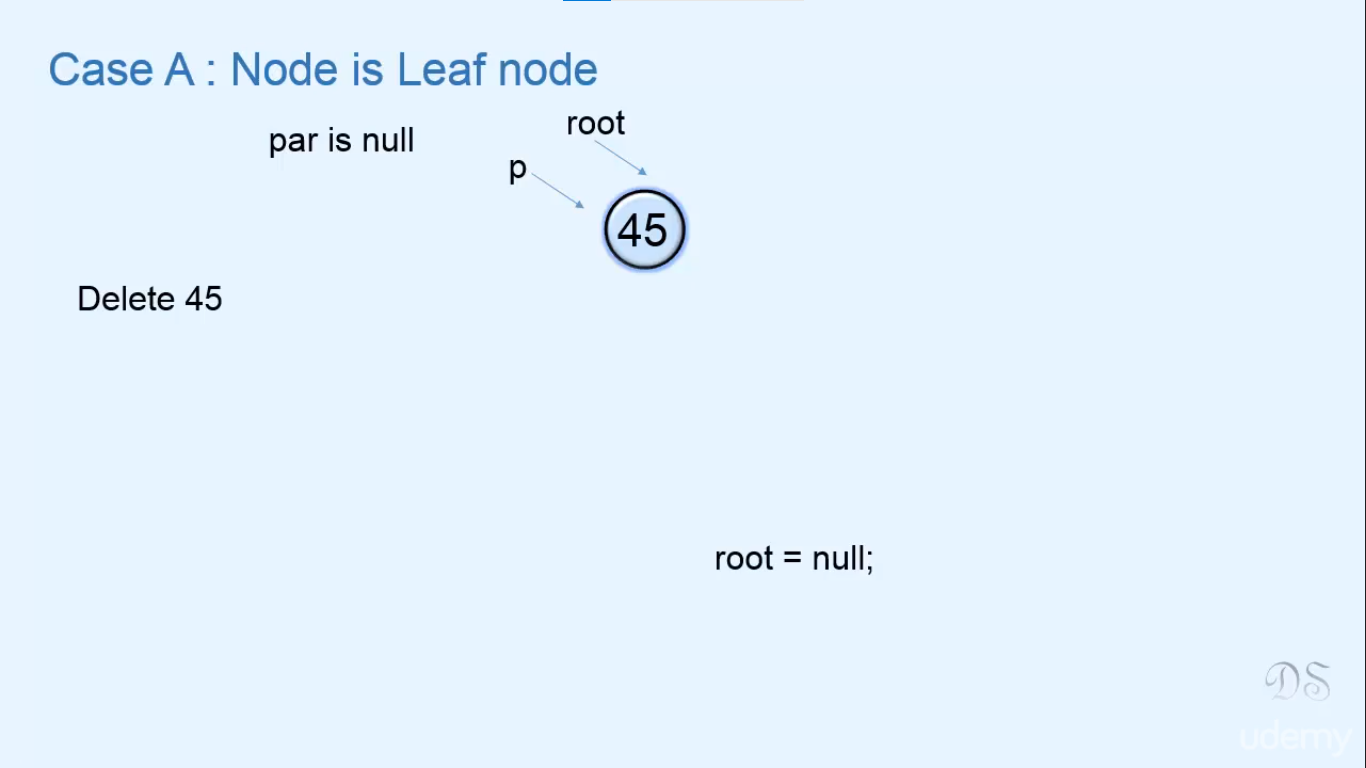 Case A : Node is Leaf node
root
par is null
p
45
Delete 45
root = null;
DS
udemy